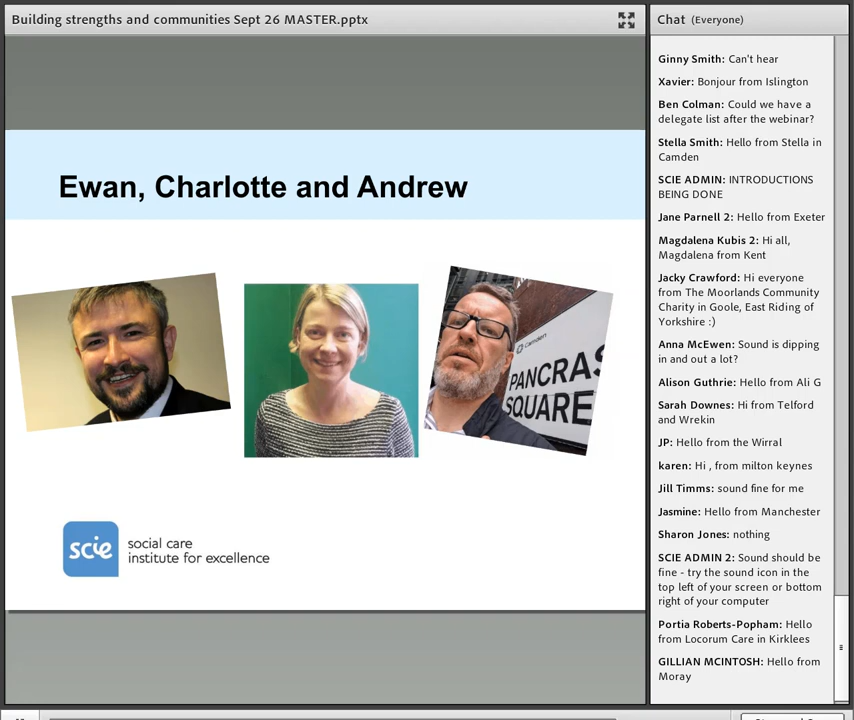 Building strengths and communities Sept 26 MASTER.pptx
Ewan, Charlotte and Andrew
Camden
PANCRAS
SQUARE
scie
social care
institute for excellence
Chat (Everyone)
Ginny Smith: Can't hear
Xavier: Bonjour from Islington
Ben Colman: Could we have a
delegate list after the webinar?
Stella Smith: Hello from Stella in
Camden
SCIE ADMIN: INTRODUCTIONS
BEING DONE
Jane Parnell 2: Hello from Exeter
Magdalena Kubis 2: Hi all,
Magdalena from Kent
Jacky Crawford: Hi everyone
from The Moorlands Community
Charity in Goole, East Riding of
Yorkshire :)
Anna McEwen: Sound is dipping
in and out a lot?
Alison Guthrie: Hello from Ali G
Sarah Downes: Hi from Telford
and Wrekin
JP: Hello from the Wirral
karen: Hi , from milton keynes
Jill Timms: sound fine for me
Jasmine: Hello from Manchester
Sharon Jones: nothing
SCIE ADMIN 2: Sound should be
fine - try the sound icon in the
top left of your screen or bottom
right of your computer
Portia Roberts-Popham: Hello
from Locorum Care in Kirklees
GILLIAN MCINTOSH: Hello from
Moray